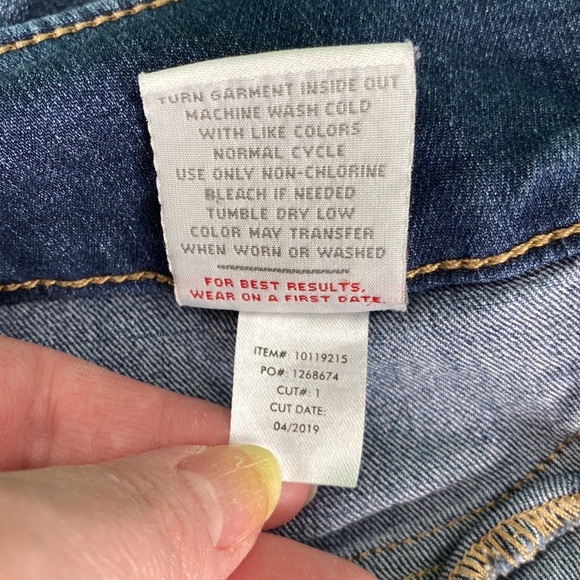 TURN GARMENT INSIDE OUT
MACHINE WASH COLD
WITH LIKE COLORS
NORMAL CYCLE
USE ONLY NON-CHLORINE
BLEACH IF NEEDED
TUMBLE DRY LOW
COLOR MAY TRANSFER
WHEN WORN OR WASHED
FOR BEST RESULTS,
WEAR ON A FIRST DATE.
ITEM#: 10119215
PO#: 1268674
CUT#: 1
CUT DATE:
04/2019